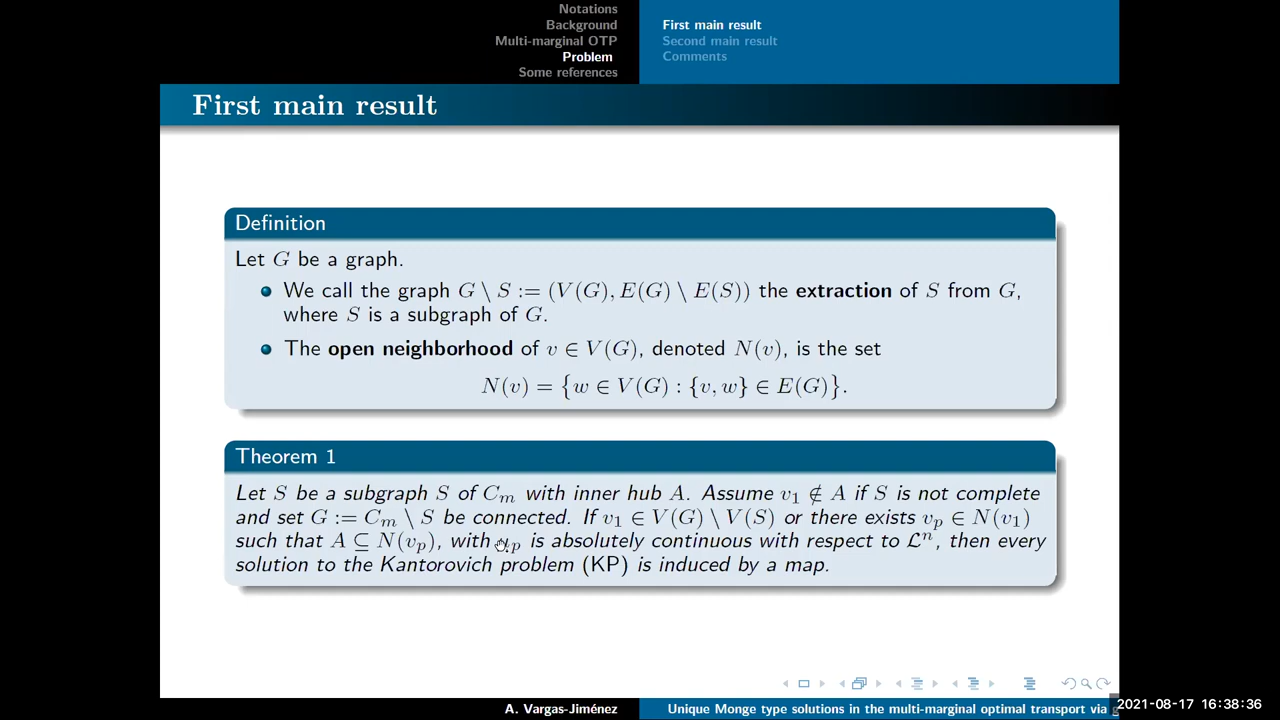 Notations
Background
Multi-marginal OTP
Problem
Some references
First main result
Second main result
Comments
First main result
Definition
Let G be a graph.
We call the graph G \ S := (V(G), E(G) \ E(S)) the extraction of S from G,
where S is a subgraph of G.
The open neighborhood of v ∈ V(G), denoted N(v), is the set
N(v) = {w ∈ V(G) : {v, w} ∈ E(G)}.
Theorem 1
Let S be a subgraph S of C_m with inner hub A. Assume v_1 ∉ A if S is not complete
and set G := C_m \ S be connected. If v_1 ∈ V(G) \ V(S) or there exists v_p ∈ N(v_1)
such that A ⊆ N(v_p), with is absolutely continuous with respect to 𝓛^n, then every
solution to the Kantorovich problem (KP) is induced by a map.
A. Vargas-Jiménez
Unique Monge type solutions in the multi-marginal optimal transport via
2021-08-17 16:38:36